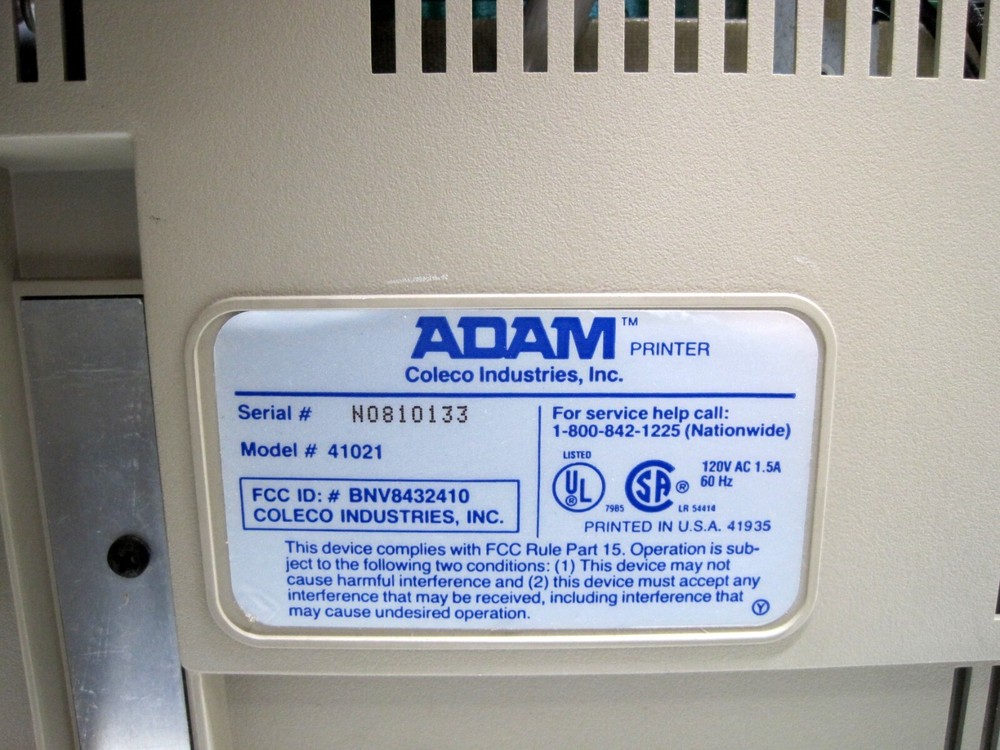 ADAM™ PRINTER
Coleco Industries, Inc.
Serial # N0810133
Model # 41021
FCC ID: # BNV8432410
COLECO INDUSTRIES, INC.
For service help call:
1-800-842-1225 (Nationwide)
LISTED
UL ®
7985
SA ®
LR 54414
120V AC 1.5A
60 Hz
PRINTED IN U.S.A. 41935
This device complies with FCC Rule Part 15. Operation is sub-
ject to the following two conditions: (1) This device may not
cause harmful interference and (2) this device must accept any
interference that may be received, including interference that
may cause undesired operation.
Y